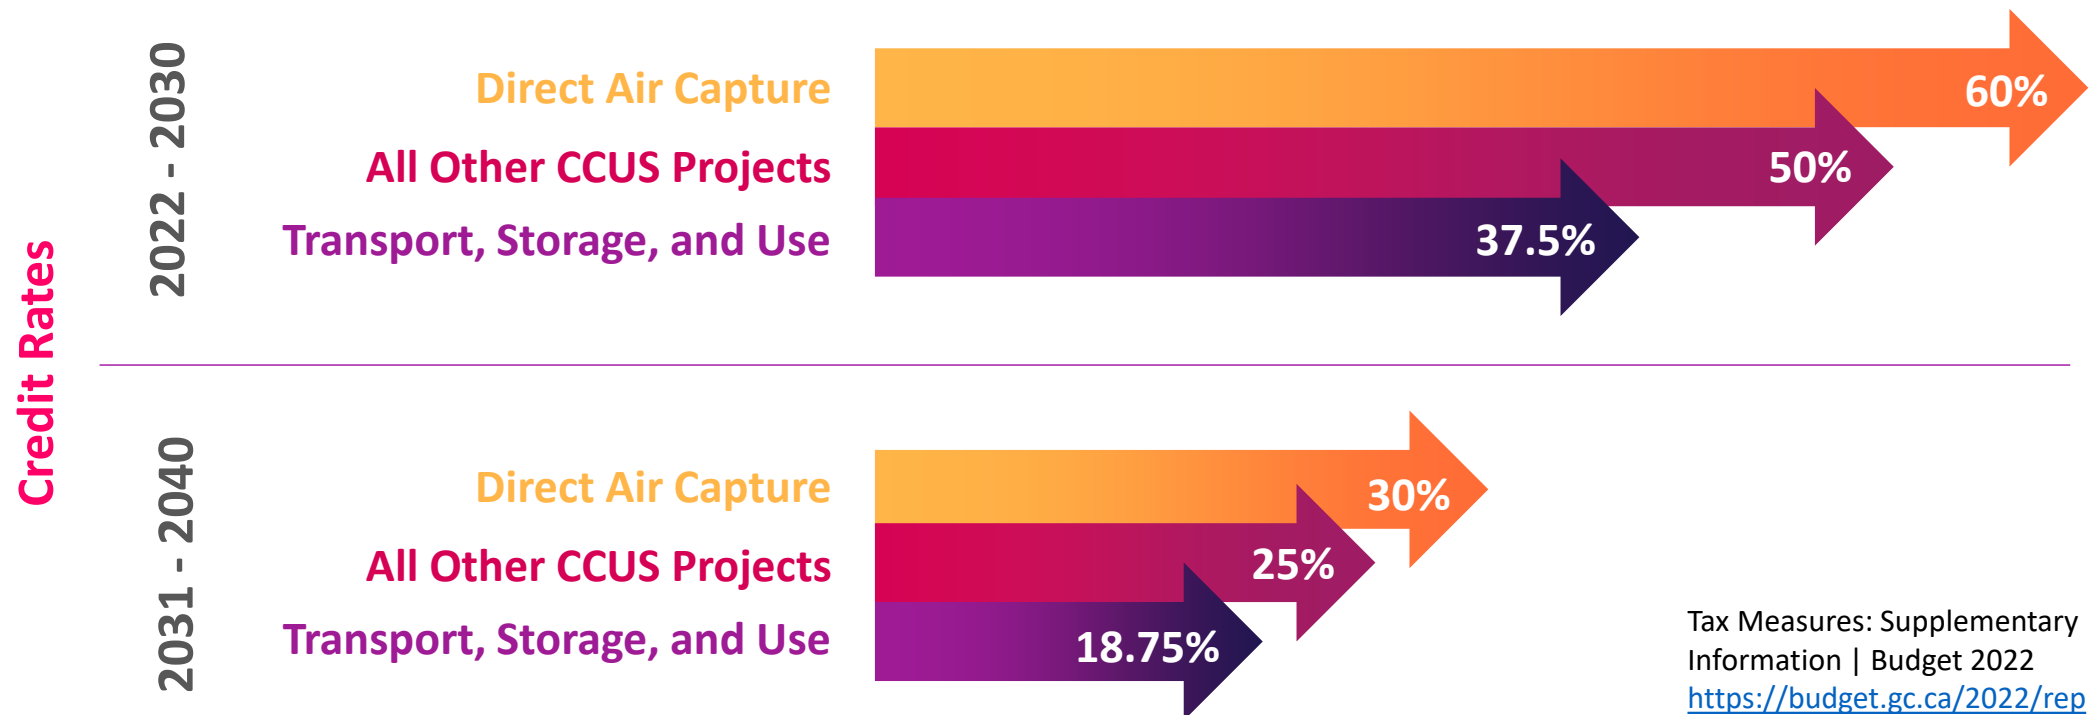 Credit Rates
2022 - 2030
Direct Air Capture
60%
All Other CCUS Projects
50%
Transport, Storage, and Use
37.5%
2031 - 2040
Direct Air Capture
30%
All Other CCUS Projects
25%
Transport, Storage, and Use
18.75%
Tax Measures: Supplementary
Information | Budget 2022
https://budget.gc.ca/2022/rep